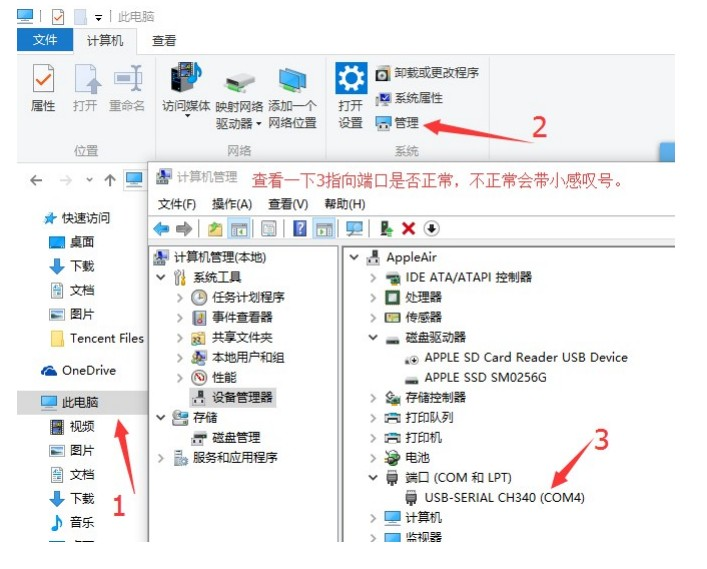 此电脑
文件 计算机 查看
属性 打开 重命名 访问媒体 映射网络驱动器 添加一个网络位置 打开设置 卸载或更改程序
系统属性
管理
2
位置 网络 系统
计算机管理 查看一下3指向端口是否正常，不正常会带小感叹号。
文件(F) 操作(A) 查看(V) 帮助(H)
快速访问
桌面
下载
文档
图片
Tencent Files
OneDrive
此电脑
视频
图片
文档
下载
音乐
1
计算机管理(本地)
系统工具
任务计划程序
事件查看器
共享文件夹
本地用户和组
性能
设备管理器
存储
磁盘管理
服务和应用程序
AppleAir
IDE ATA/ATAPI 控制器
处理器
传感器
磁盘驱动器
APPLE SD Card Reader USB Device
APPLE SSD SM0256G
存储控制器
打印队列
打印机
3
电池
端口 (COM 和 LPT)
USB-SERIAL CH340 (COM4)
计算机
监视器